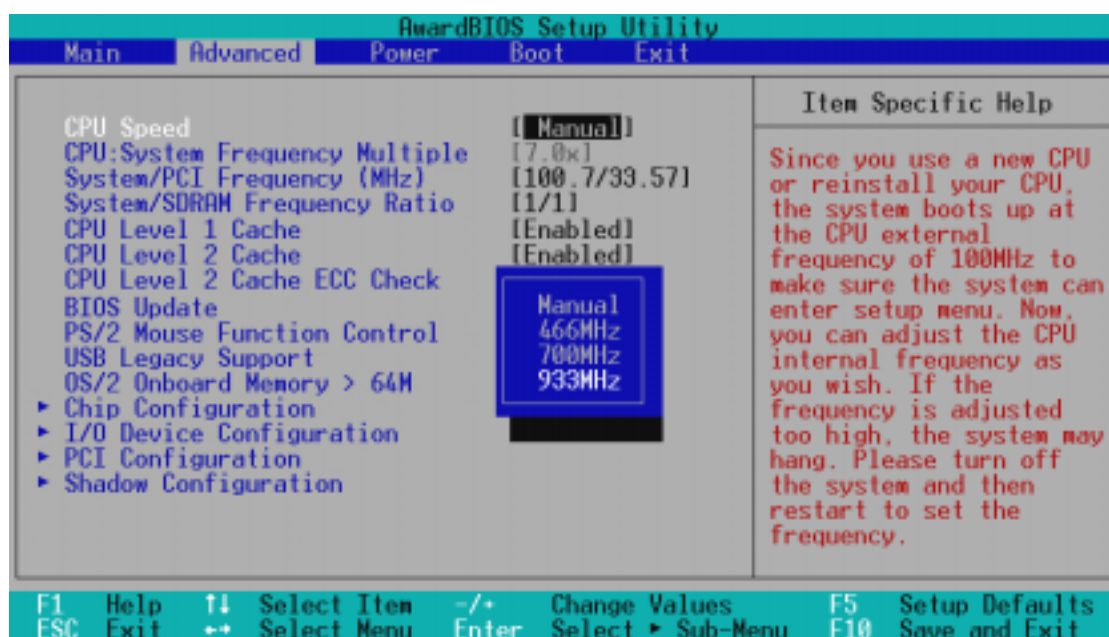 AwardBIOS Setup Utility
Main Advanced Power Boot Exit
CPU Speed [ Manual]
CPU:System Frequency Multiple [7.0x]
System/PCI Frequency (MHz) [100.7/33.57]
System/SDRAM Frequency Ratio [1/1]
CPU Level 1 Cache [Enabled]
CPU Level 2 Cache [Enabled]
CPU Level 2 Cache ECC Check
BIOS Update
PS/2 Mouse Function Control
USB Legacy Support
OS/2 Onboard Memory > 64M
► Chip Configuration
► I/O Device Configuration
► PCI Configuration
► Shadow Configuration
Manual
466MHz
700MHz
933MHz
Item Specific Help
Since you use a new CPU
or reinstall your CPU,
the system boots up at
the CPU external
frequency of 100MHz to
make sure the system can
enter setup menu. Now,
you can adjust the CPU
internal frequency as
you wish. If the
frequency is adjusted
too high, the system may
hang. Please turn off
the system and then
restart to set the
frequency.
F1 Help ↑↓ Select Item -/+ Change Values F5 Setup Defaults
ESC Exit ←→ Select Menu Enter Select ► Sub-Menu F10 Save and Exit